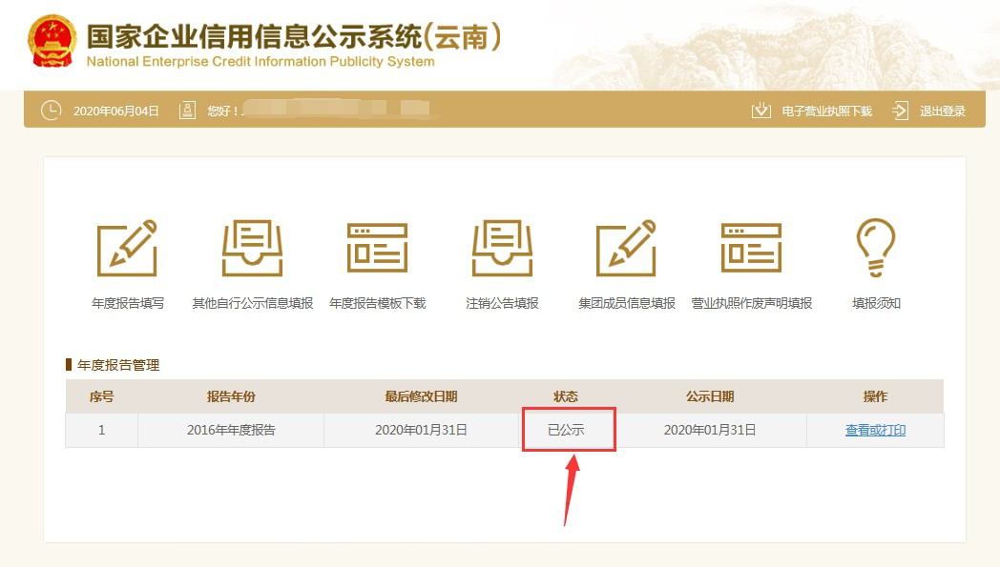 国家企业信用信息公示系统(云南)
National Enterprise Credit Information Publicity System
2020年06月04日 您好! 电子营业执照下载 退出登录
年度报告填写 其他自行公示信息填报 年度报告模板下载 注销公告填报 集团成员信息填报 营业执照作废声明填报 填报须知
年度报告管理
序号 报告年份 最后修改日期 状态 公示日期 操作
1 2016年年度报告 2020年01月31日 已公示 2020年01月31日 查看或打印